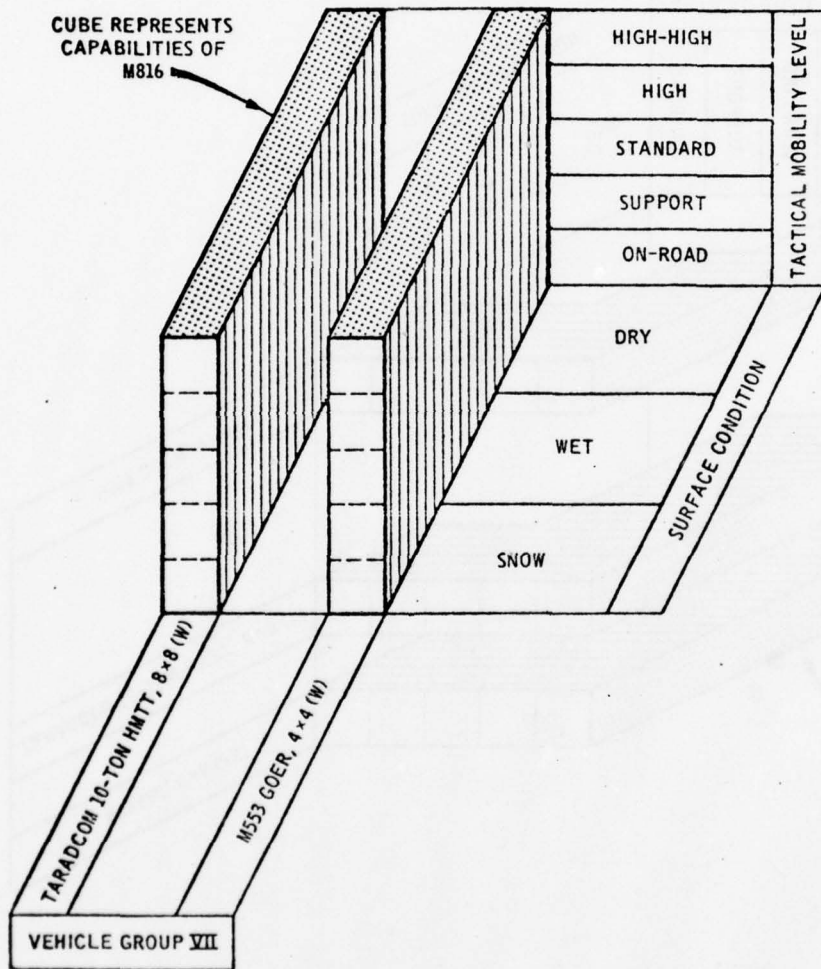 CUBE REPRESENTS
CAPABILITIES OF
M816
HIGH-HIGH
HIGH
STANDARD
SUPPORT
ON-ROAD
TACTICAL MOBILITY LEVEL
DRY
WET
SNOW
SURFACE CONDITION
TARADCOM 10-TON HMTT, 8×8 (W)
M553 GOER, 4×4 (W)
VEHICLE GROUP VII